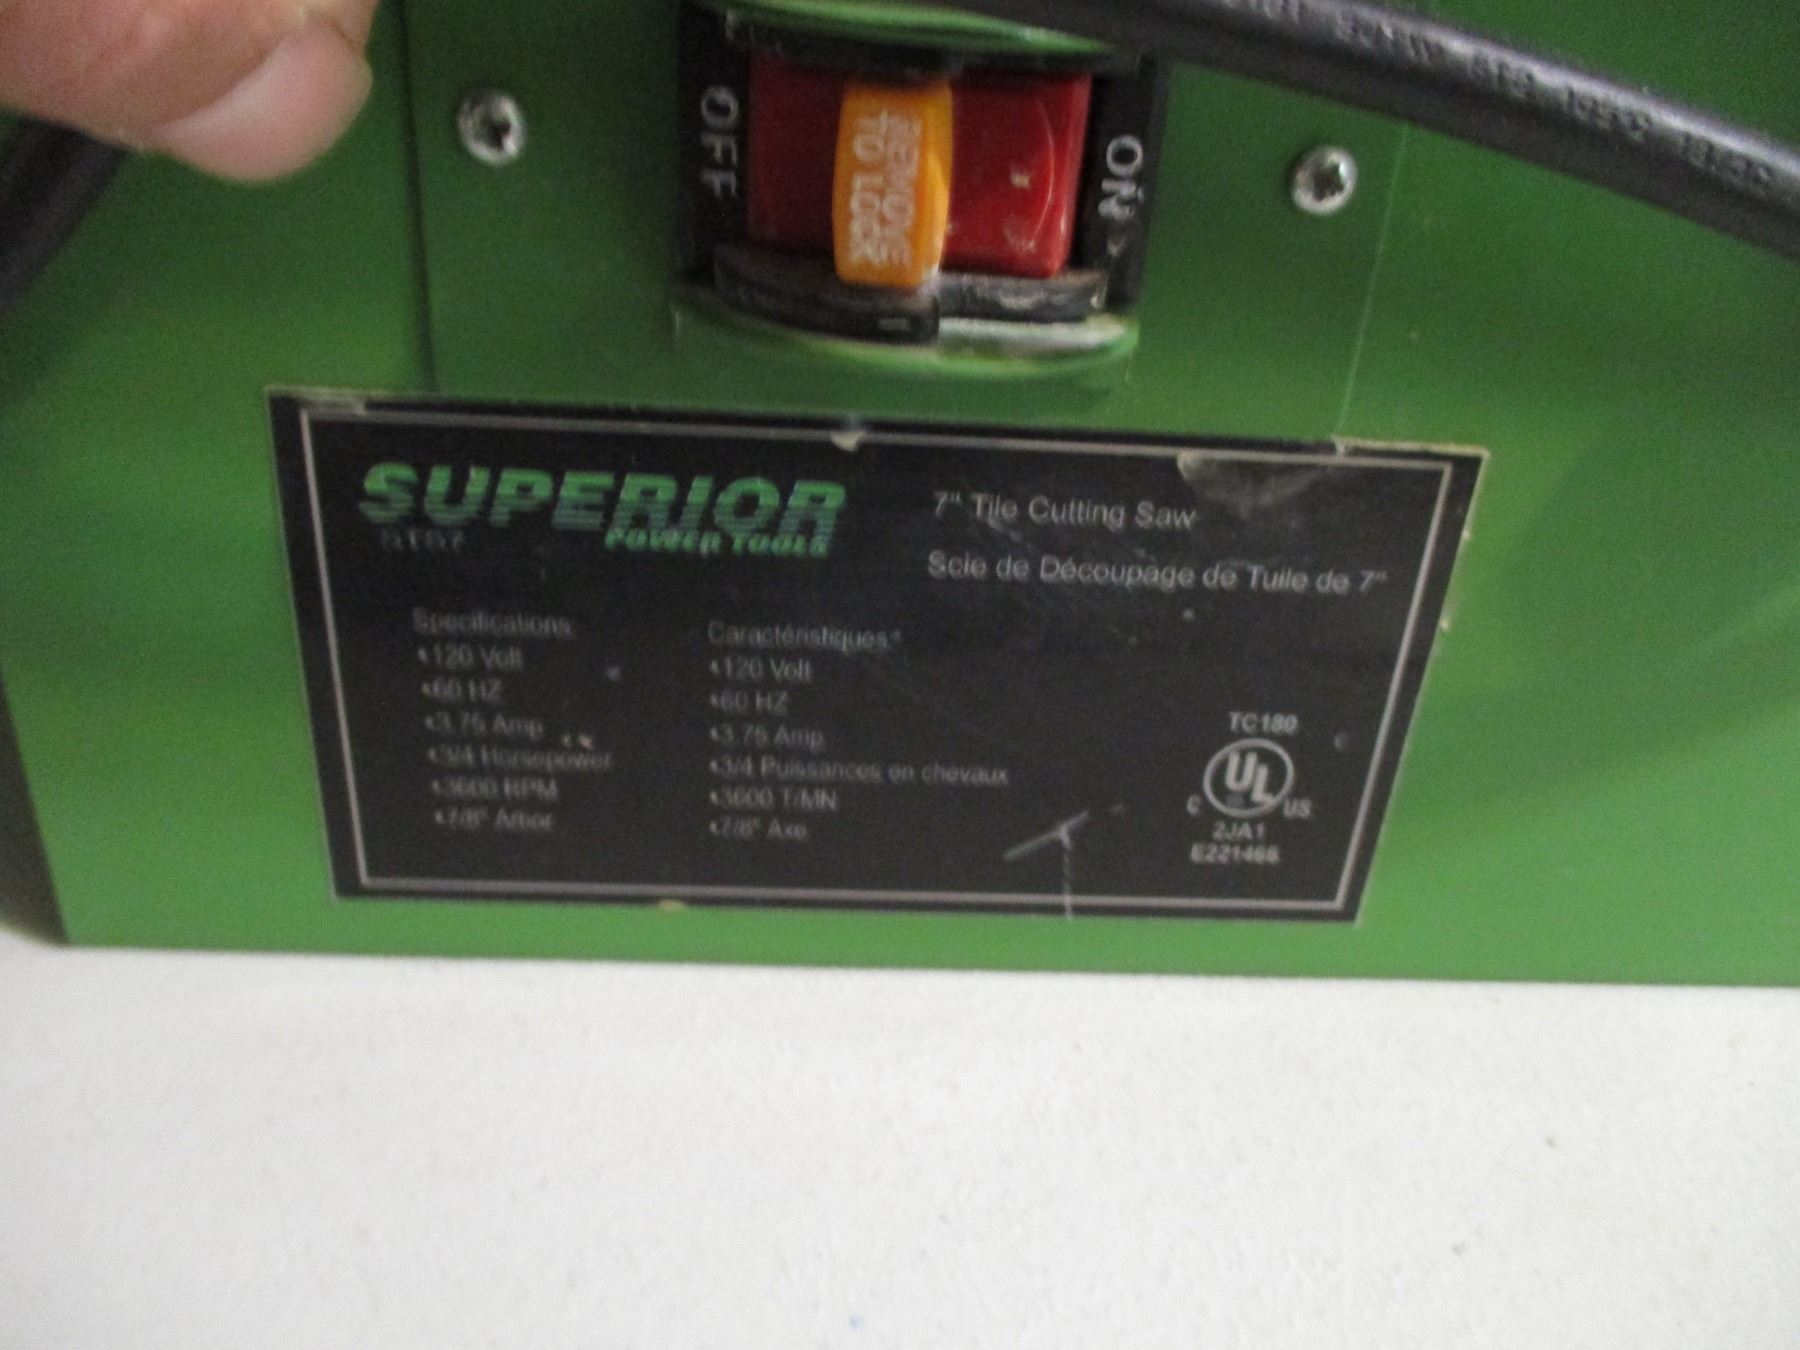 OFF
REMOVE
TO LOCK
ON
SUPERIOR
POWER TOOLS
7" Tile Cutting Saw
Scie de Découpage de Tuile de 7"
Specifications:
•120 Volt
•60 HZ
•3.75 Amp
•3/4 Horsepower
•3600 RPM
•7/8" Arbor
Caractéristiques:
•120 Volt
•60 HZ
•3.75 Amp
•3/4 Puissances en chevaux
•3600 T/MN
•7/8" Axe
TC180
UL
C US
2JA1
E221466